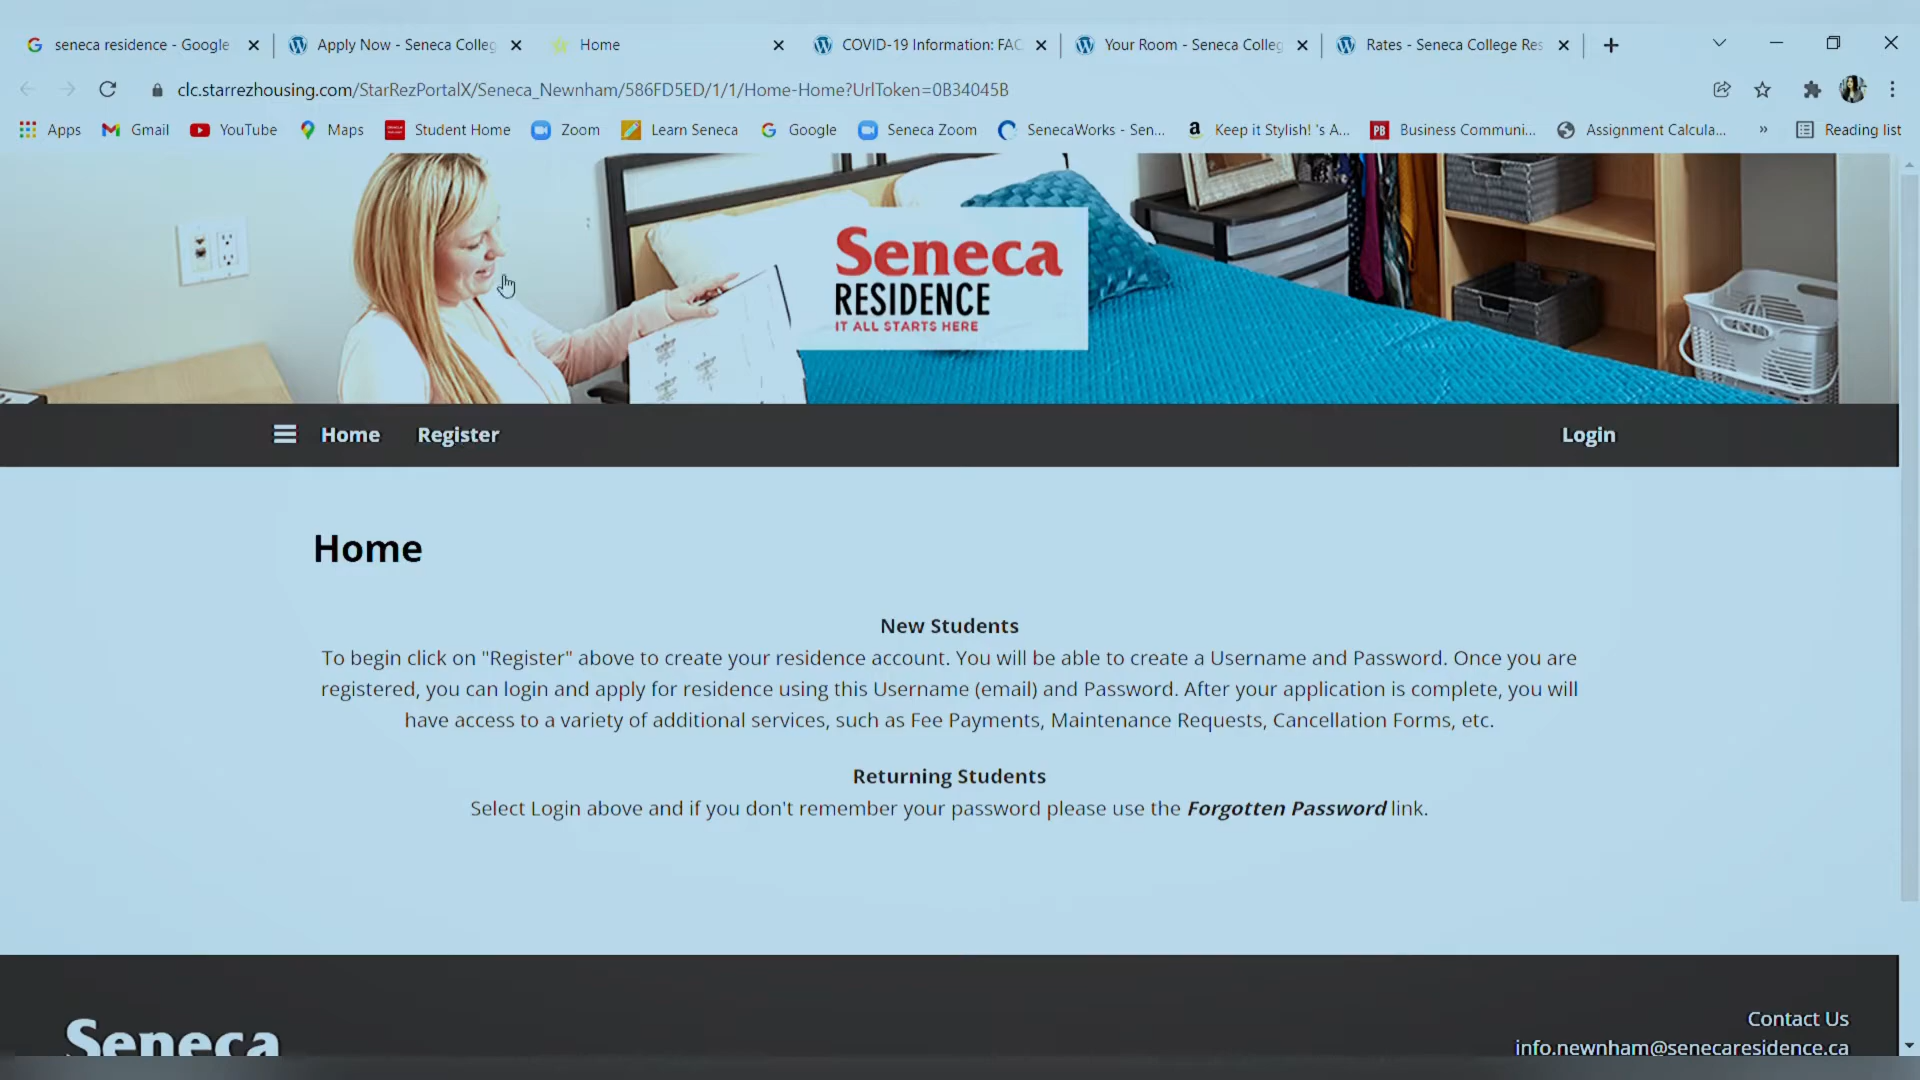 seneca residence - Google
Apply Now - Seneca Colleg
Home
COVID-19 Information: FAC
Your Room - Seneca Colleg
Rates - Seneca College Res
clc.starrezhousing.com/StarRezPortalX/Seneca_Newnham/586FD5ED/1/1/Home-Home?UrlToken=0B34045B
Apps
Gmail
YouTube
Maps
Student Home
Zoom
Learn Seneca
Google
Seneca Zoom
SenecaWorks - Sen...
Keep it Stylish! 's A...
PB
Business Communi...
Assignment Calcula...
»
Reading list
Seneca
RESIDENCE
IT ALL STARTS HERE
Home
Register
Login
Home
New Students
To begin click on "Register" above to create your residence account. You will be able to create a Username and Password. Once you are
registered, you can login and apply for residence using this Username (email) and Password. After your application is complete, you will
have access to a variety of additional services, such as Fee Payments, Maintenance Requests, Cancellation Forms, etc.
Returning Students
Select Login above and if you don't remember your password please use the Forgotten Password link.
Seneca
Contact Us
info.newnham@senecaresidence.ca